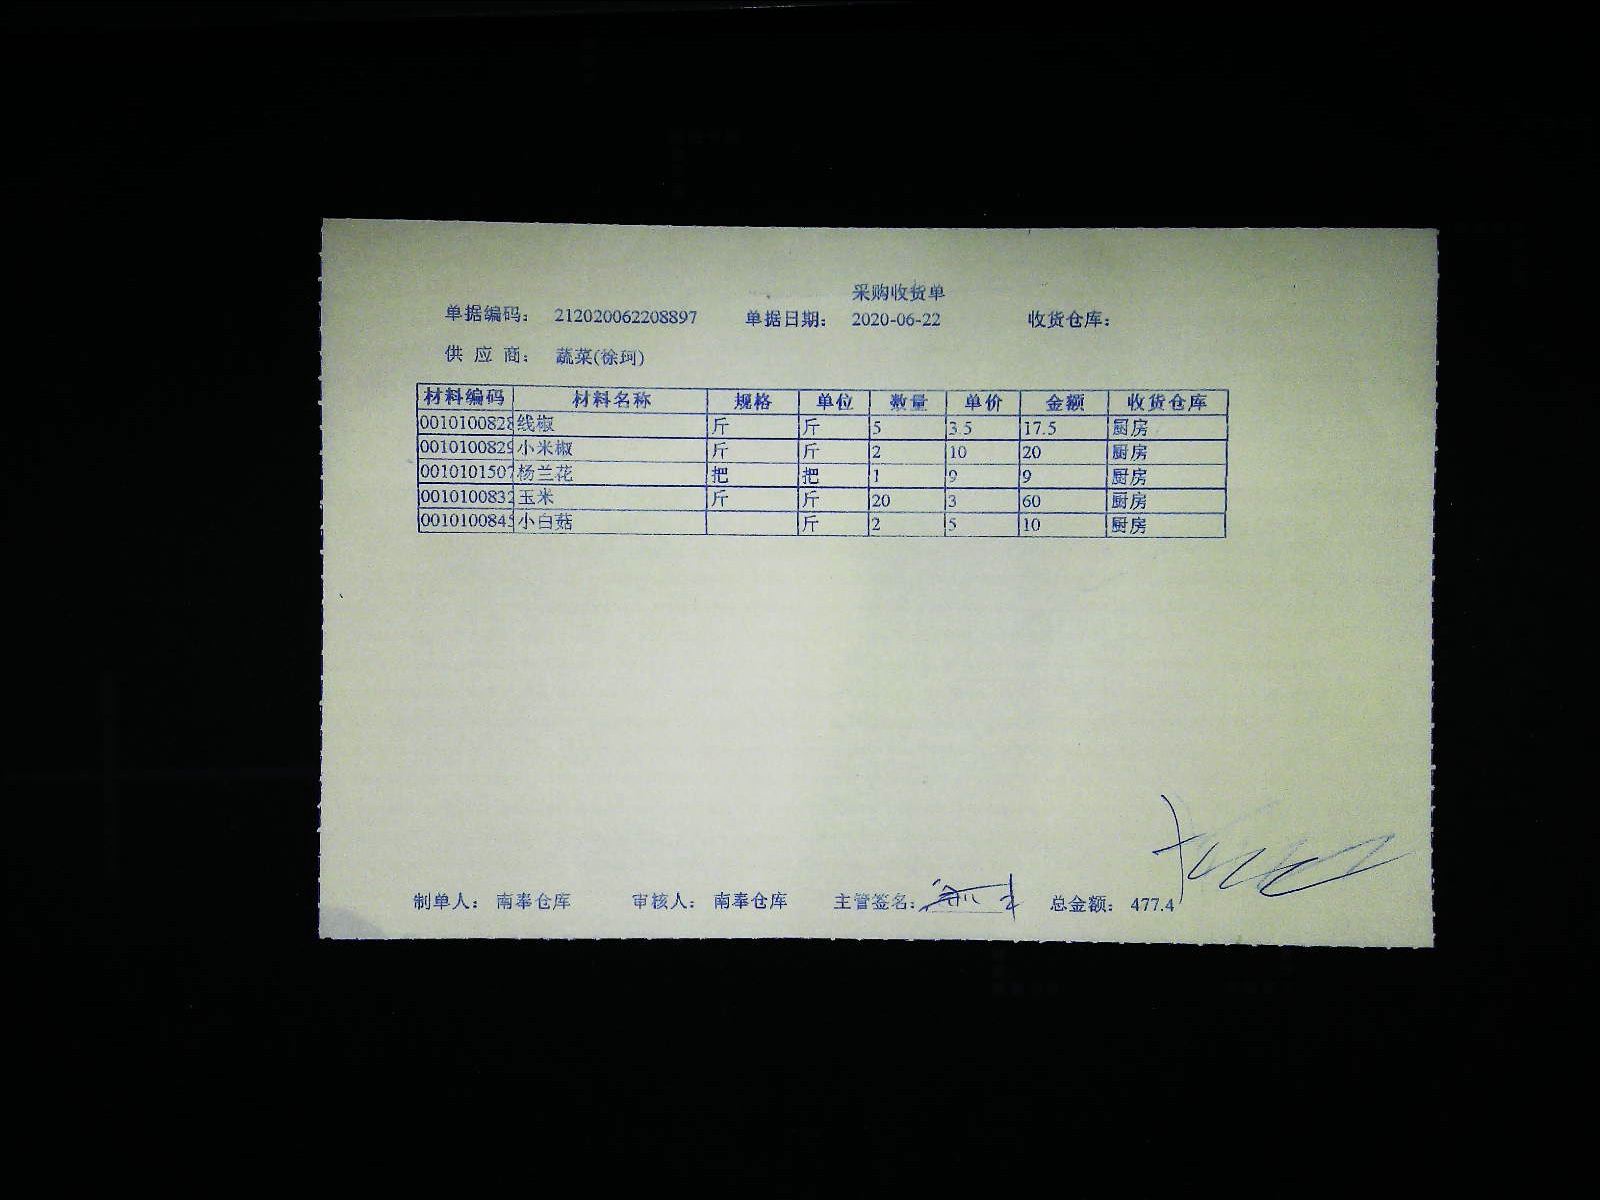 采购收货单
单据编码： 212020062208897 单据日期： 2020-06-22 收货仓库：
供 应 商： 蔬菜(徐珂)
材料编码 材料名称 规格 单位 数量 单价 金额 收货仓库
0010100828 线椒 斤 斤 5 3.5 17.5 厨房
0010100829 小米椒 斤 斤 2 10 20 厨房
0010101507 杨兰花 把 把 1 9 9 厨房
0010100832 玉米 斤 斤 20 3 60 厨房
0010100845 小白菇 斤 2 5 10 厨房
制单人： 南奉仓库 审核人： 南奉仓库 主管签名： 总金额： 477.4